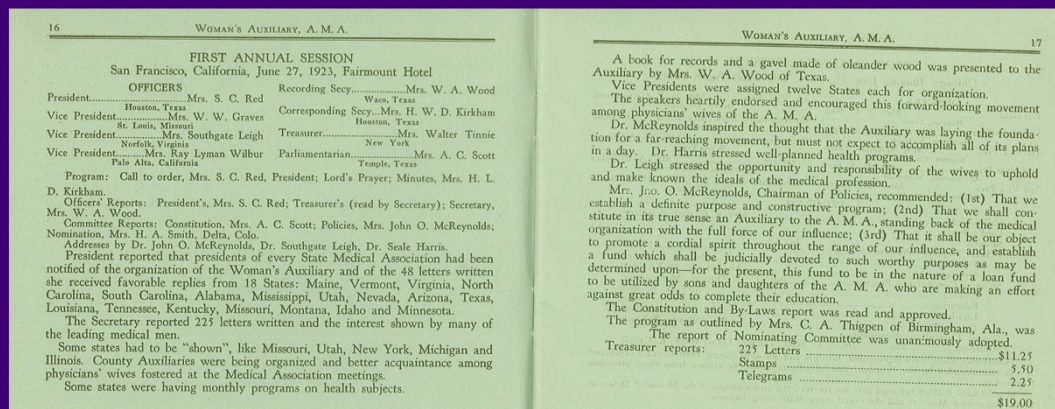 16
WOMAN'S AUXILIARY, A. M. A.
FIRST ANNUAL SESSION
San Francisco, California, June 27, 1923, Fairmount Hotel
OFFICERS
President..............................Mrs. S. C. Red
Houston, Texas
Vice President....................Mrs. W. W. Graves
St. Louis, Missouri
Vice President..............Mrs. Southgate Leigh
Norfolk, Virginia
Vice President.........Mrs. Ray Lyman Wilbur
Palo Alta, California
Recording Secy.................Mrs. W. A. Wood
Waco, Texas
Corresponding Secy...Mrs. H. W. D. Kirkham
Houston, Texas
Treasurer..........................Mrs. Walter Tinnie
New York
Parliamentarian...................Mrs. A. C. Scott
Temple, Texas
Program: Call to order, Mrs. S. C. Red, President; Lord's Prayer; Minutes, Mrs. H. L.
D. Kirkham.
Officers' Reports: President's, Mrs. S. C. Red; Treasurer's (read by Secretary); Secretary,
Mrs. W. A. Wood.
Committee Reports: Constitution, Mrs. A. C. Scott; Policies, Mrs. John O. McReynolds;
Nomination, Mrs. H. A. Smith, Delta, Colo.
Addresses by Dr. John O. McReynolds, Dr. Southgate Leigh, Dr. Seale Harris.
President reported that presidents of every State Medical Association had been
notified of the organization of the Woman's Auxiliary and of the 48 letters written
she received favorable replies from 18 States: Maine, Vermont, Virginia, North
Carolina, South Carolina, Alabama, Mississippi, Utah, Nevada, Arizona, Texas,
Louisiana, Tennessee, Kentucky, Missouri, Montana, Idaho and Minnesota.
The Secretary reported 225 letters written and the interest shown by many of
the leading medical men.
Some states had to be "shown", like Missouri, Utah, New York, Michigan and
Illinois. County Auxiliaries were being organized and better acquaintance among
physicians' wives fostered at the Medical Association meetings.
Some states were having monthly programs on health subjects.
WOMAN'S AUXILIARY, A. M. A.
17
A book for records and a gavel made of oleander wood was presented to the
Auxiliary by Mrs. W. A. Wood of Texas.
Vice Presidents were assigned twelve States each for organization.
The speakers heartily endorsed and encouraged this forward-looking movement
among physicians' wives of the A. M. A.
Dr. McReynolds inspired the thought that the Auxiliary was laying the founda-
tion for a far-reaching movement, but must not expect to accomplish all of its plans
in a day. Dr. Harris stressed well-planned health programs.
Dr. Leigh stressed the opportunity and responsibility of the wives to uphold
and make known the ideals of the medical profession.
Mrs. Jno. O. McReynolds, Chairman of Policies, recommended: (1st) That we
establish a definite purpose and constructive program; (2nd) That we shall con-
stitute in its true sense an Auxiliary to the A. M. A., standing back of the medical
organization with the full force of our influence; (3rd) That it shall be our object
to promote a cordial spirit throughout the range of our influence, and establish
a fund which shall be judicially devoted to such worthy purposes as may be
determined upon—for the present, this fund to be in the nature of a loan fund
to be utilized by sons and daughters of the A. M. A. who are making an effort
against great odds to complete their education.
The Constitution and By-Laws report was read and approved.
The program as outlined by Mrs. C. A. Thigpen of Birmingham, Ala., was
The report of Nominating Committee was unanimously adopted.
Treasurer reports: 225 Letters ..............................$11.25
Stamps .............................. 5.50
Telegrams .............................. 2.25
$19.00